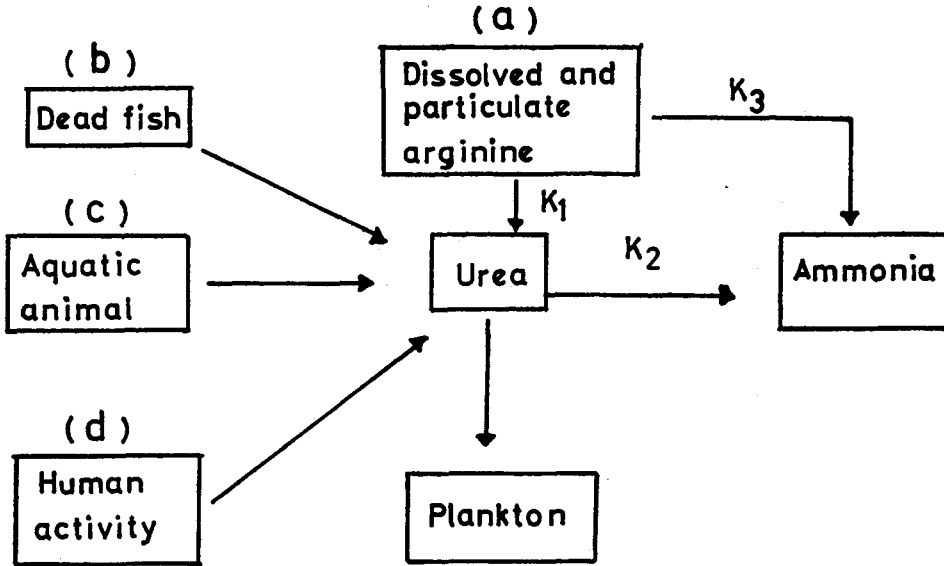 (a)
Dissolved and
particulate
arginine
(b)
Dead fish
K3
(c)
K1
Aquatic
animal
Urea
K2
Ammonia
(d)
Human
activity
Plankton